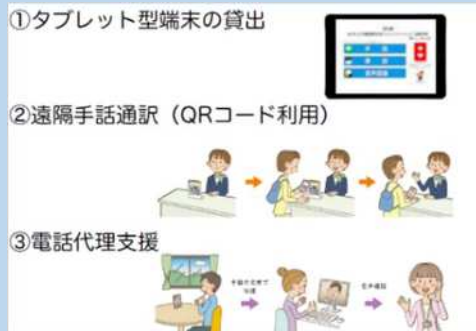 ①タブレット型端末の貸出
②遠隔手話通訳（QRコード利用）
③電話代理支援